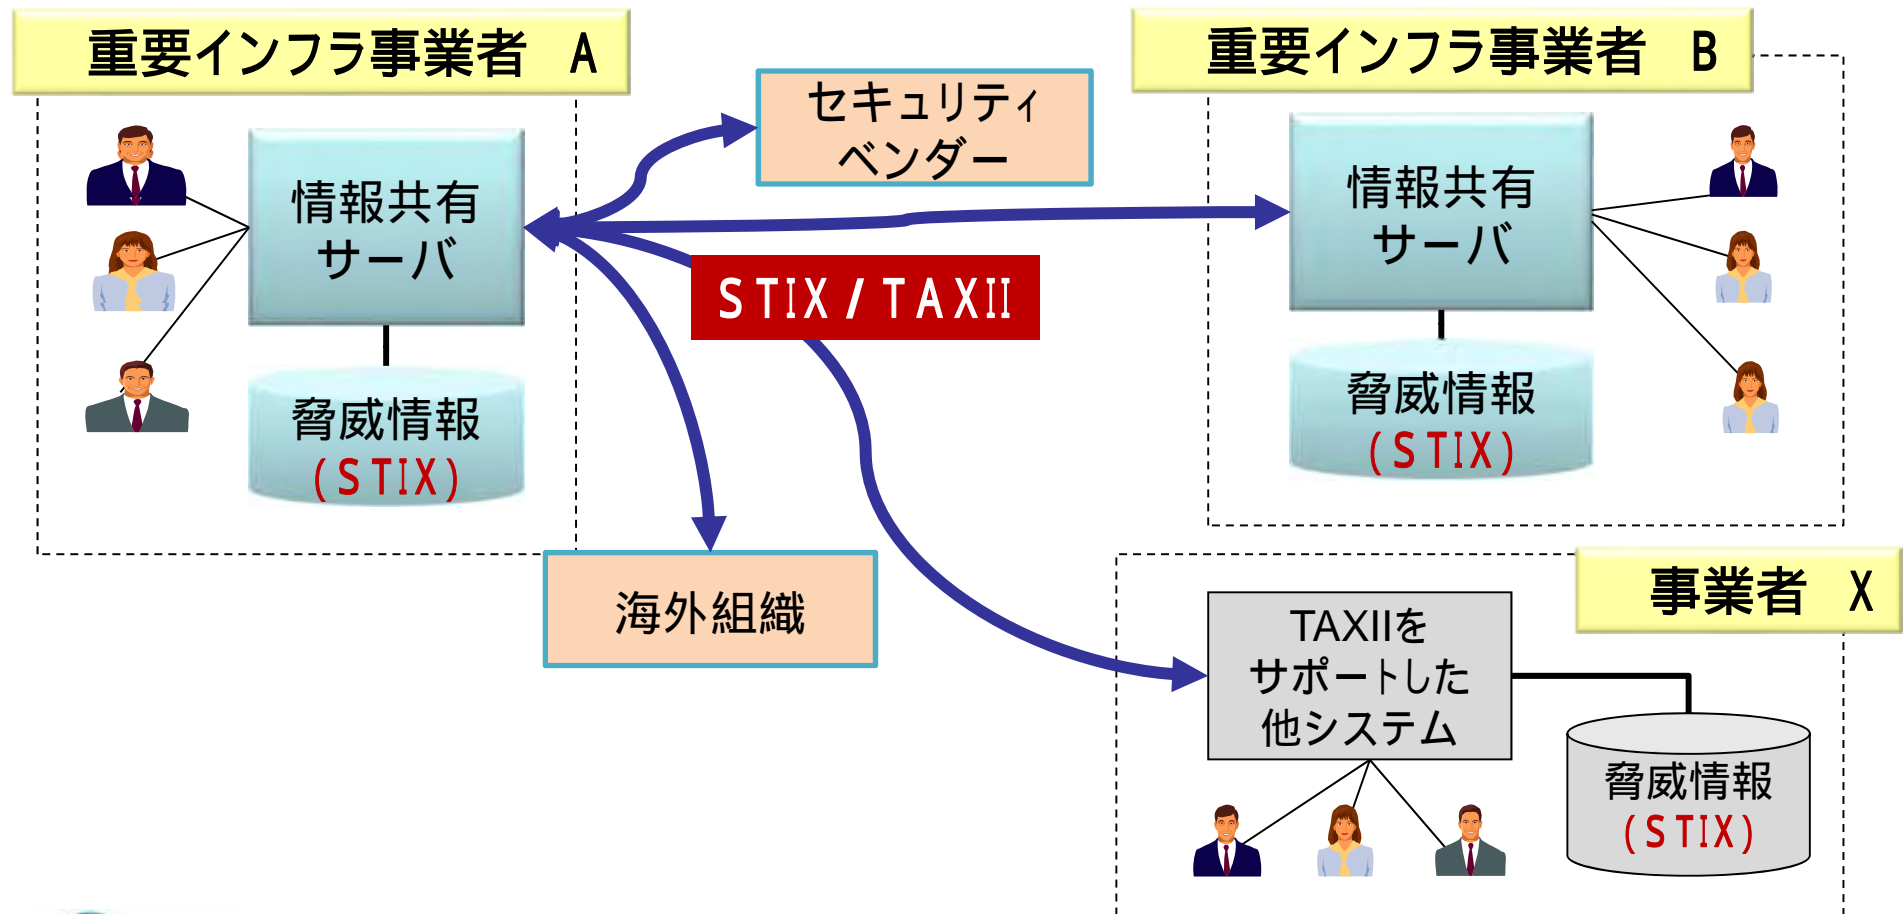 重要インフラ事業者 A
情報共有
サーバ
脅威情報
(STIX)
セキュリティ
ベンダー
STIX/TAXII
海外組織
重要インフラ事業者 B
情報共有
サーバ
脅威情報
(STIX)
事業者 X
TAXIIを
サポートした
他システム
脅威情報
(STIX)